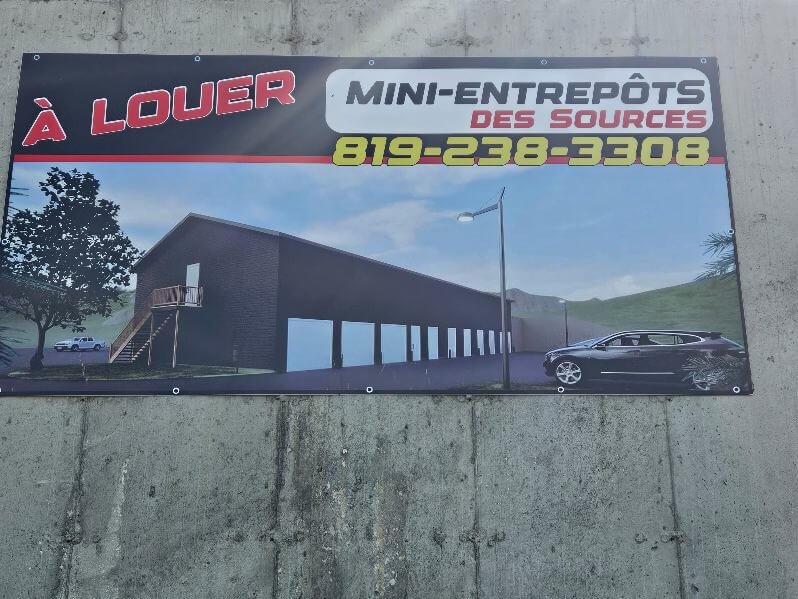 À LOUER
MINI-ENTREPÔTS
DES SOURCES
819-238-3308